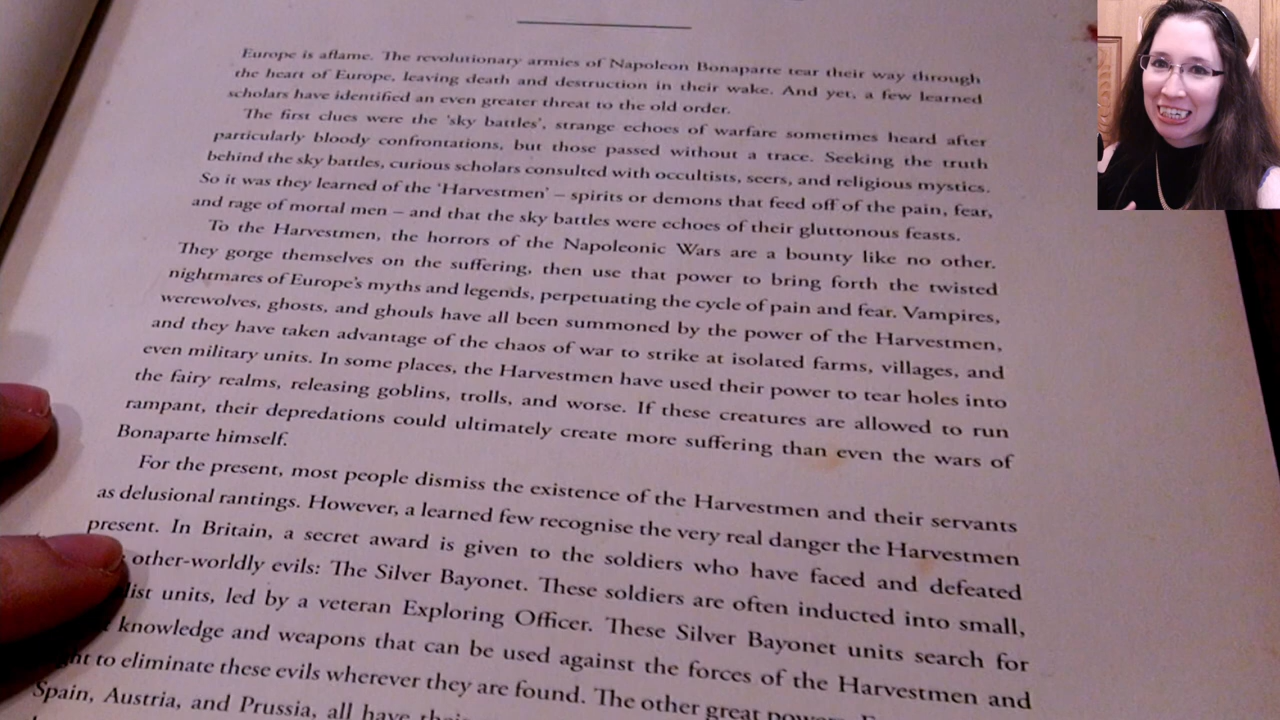 Europe is aflame. The revolutionary armies of Napoleon Bonaparte tear their way through
the heart of Europe, leaving death and destruction in their wake. And yet, a few learned
scholars have identified an even greater threat to the old order.
The first clues were the 'sky battles', strange echoes of warfare sometimes heard after
particularly bloody confrontations, but those passed without a trace. Seeking the truth
behind the sky battles, curious scholars consulted with occultists, seers, and religious mystics.
So it was they learned of the 'Harvestmen' – spirits or demons that feed off of the pain, fear,
and rage of mortal men – and that the sky battles were echoes of their gluttonous feasts.
To the Harvestmen, the horrors of the Napoleonic Wars are a bounty like no other.
They gorge themselves on the suffering, then use that power to bring forth the twisted
nightmares of Europe's myths and legends, perpetuating the cycle of pain and fear. Vampires,
werewolves, ghosts, and ghouls have all been summoned by the power of the Harvestmen,
and they have taken advantage of the chaos of war to strike at isolated farms, villages, and
even military units. In some places, the Harvestmen have used their power to tear holes into
the fairy realms, releasing goblins, trolls, and worse. If these creatures are allowed to run
rampant, their depredations could ultimately create more suffering than even the wars of
Bonaparte himself.
For the present, most people dismiss the existence of the Harvestmen and their servants
as delusional rantings. However, a learned few recognise the very real danger the Harvestmen
present. In Britain, a secret award is given to the soldiers who have faced and defeated
other-worldly evils: The Silver Bayonet. These soldiers are often inducted into small,
units, led by a veteran Exploring Officer. These Silver Bayonet units search for
knowledge and weapons that can be used against the forces of the Harvestmen and
to eliminate these evils wherever they are found. The other great
Spain, Austria, and Prussia, all have